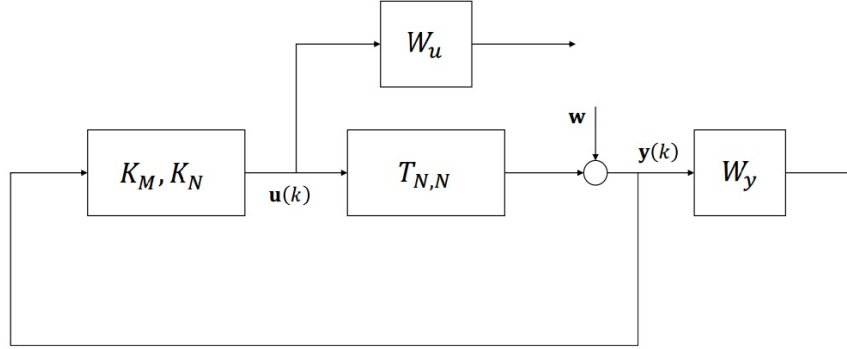 W_u
w
y(k)
K_M, K_N
T_{N,N}
W_y
u(k)